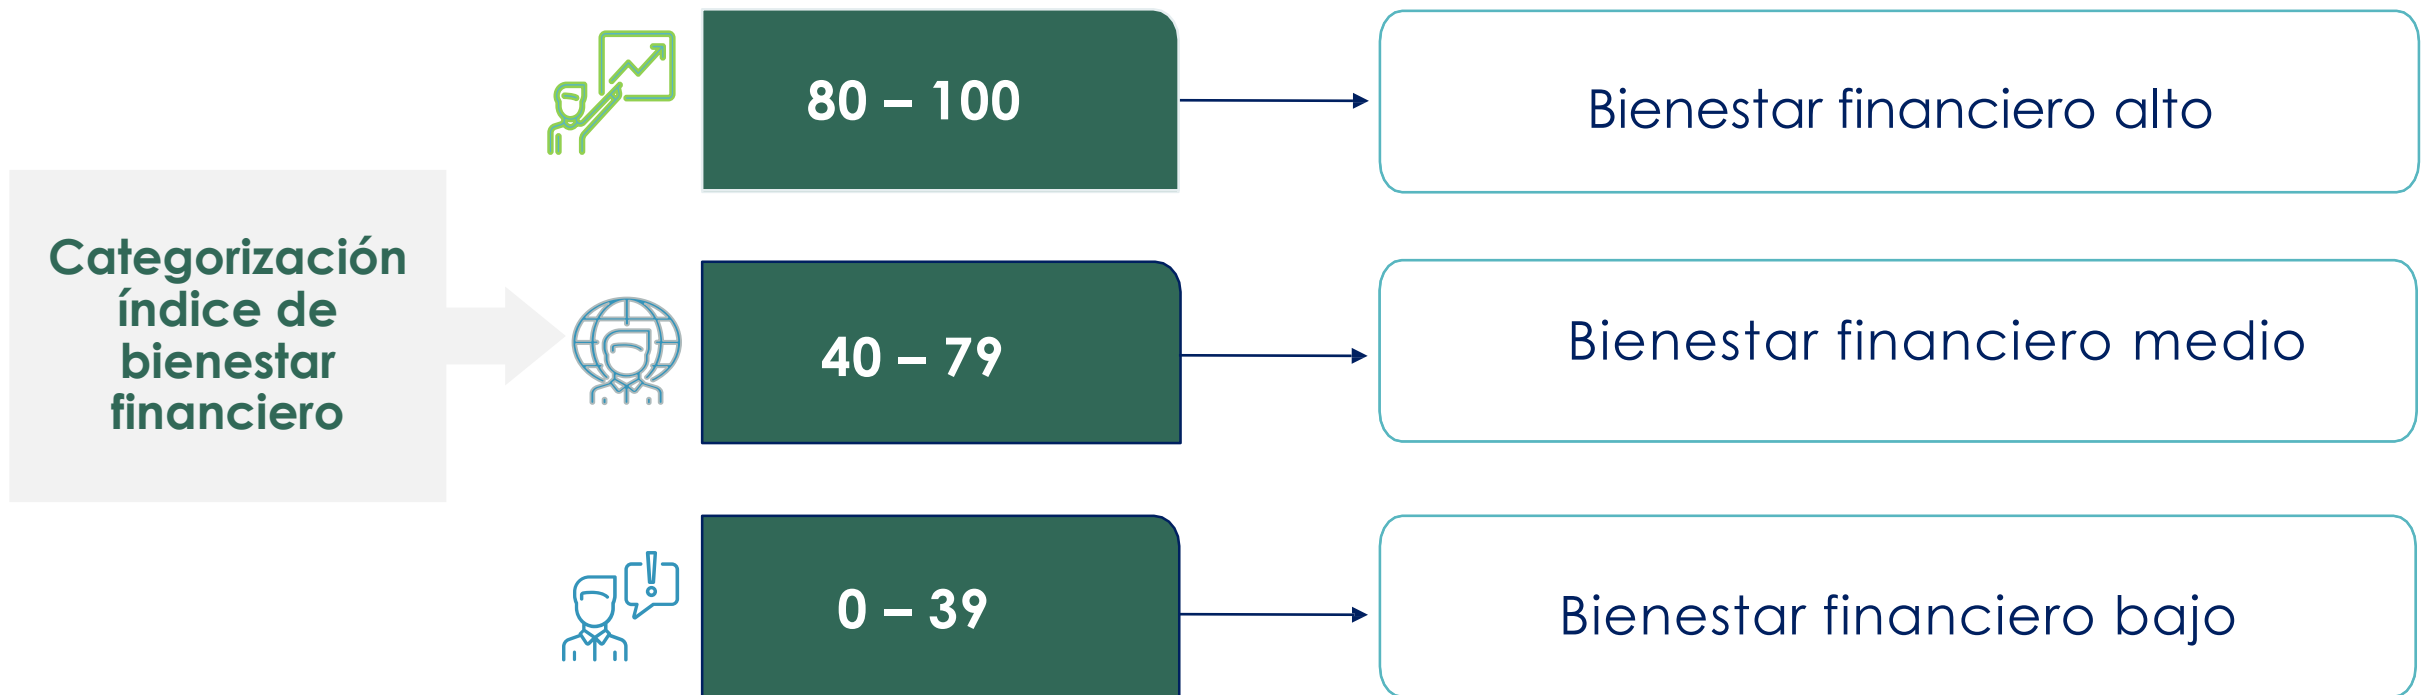 Categorización
índice de
bienestar
financiero
80 – 100
Bienestar financiero alto
40 – 79
Bienestar financiero medio
0 – 39
Bienestar financiero bajo